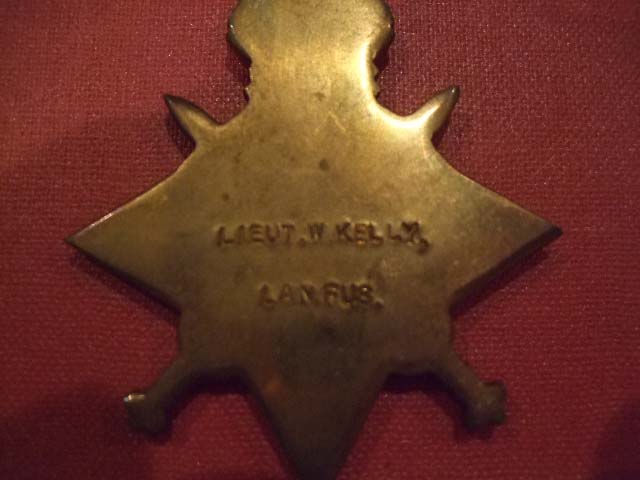 LIEUT. W KELLY,
LAN. FUS.